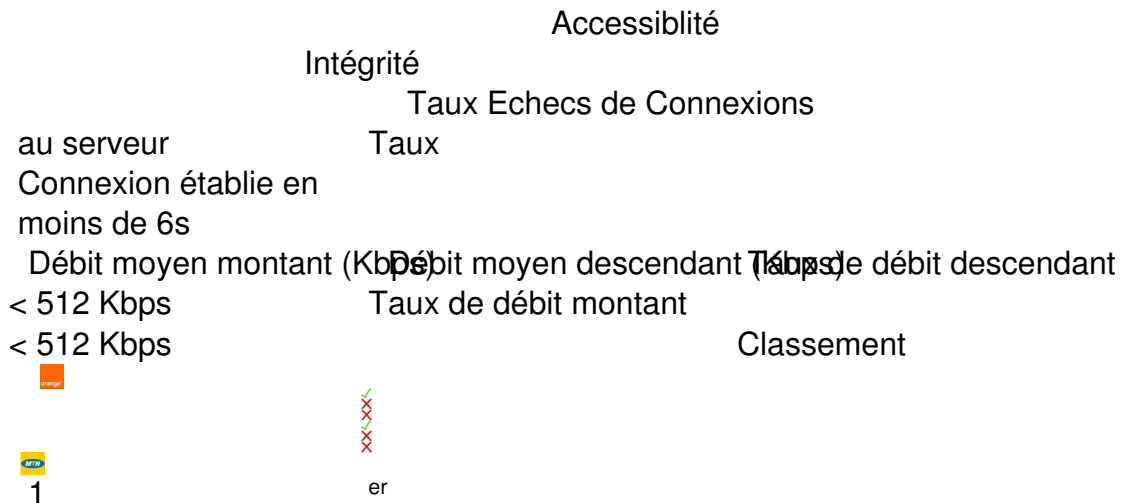 Accessiblité
Intégrité
Taux Echecs de Connexions
au serveur Taux
Connexion établie en
moins de 6s
Débit moyen montant (Kbps) Débit moyen descendant (Kbps) Taux de débit descendant
< 512 Kbps Taux de débit montant
< 512 Kbps Classement
orange
MTN
1 er